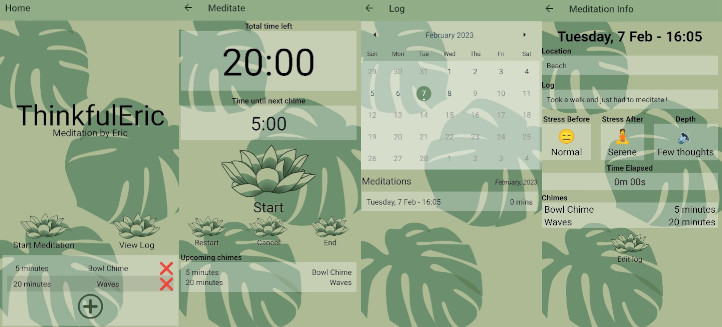 Home
ThinkfulEric
Meditation by Eric
Start Meditation View Log
5 minutes Bowl Chime
20 minutes Waves
Meditate
Total time left
20:00
Time until next chime
5:00
Start
Restart Cancel End
Upcoming chimes
5 minutes Bowl Chime
20 minutes Waves
Log
February 2023
Sun Mon Tue Wed Thu Fri Sat
29 30 31 1 2 3 4
5 6 7 8 9 10 11
12 13 14 15 16 17 18
19 20 21 22 23 24 25
26 27 28 1 2 3 4
Meditations February, 2023
Tuesday, 7 Feb - 16:05 0 mins
Meditation Info
Tuesday, 7 Feb - 16:05
Location
Beach
Log
Took a walk and just had to meditate!
Stress Before Stress After Depth
Normal Serene Few thoughts
Time Elapsed
0m 00s
Chimes
Bowl Chime 5 minutes
Waves 20 minutes
Edit log